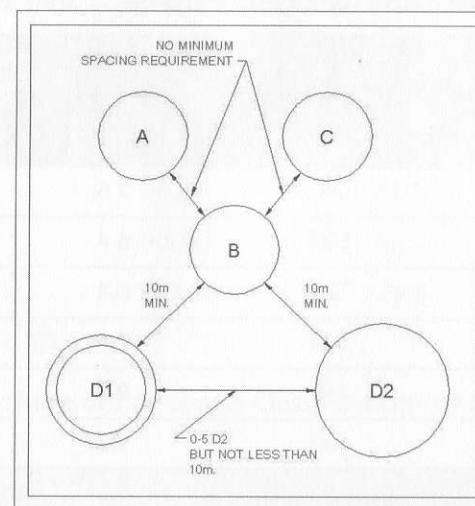 NO MINIMUM
SPACING REQUIREMENT
A
C
B
10m
MIN.
10m
MIN.
D1
D2
0-5 D2
BUT NOT LESS THAN
10m.